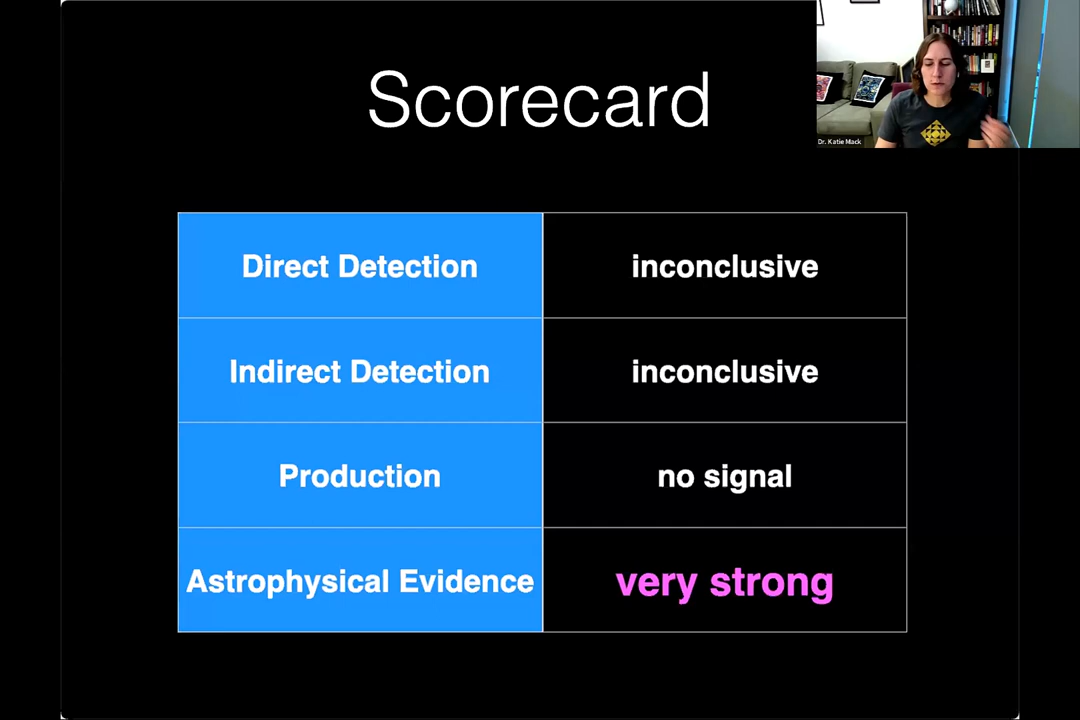 Scorecard
Dr. Katie Mack
Direct Detection
inconclusive
Indirect Detection
inconclusive
Production
no signal
Astrophysical Evidence
very strong